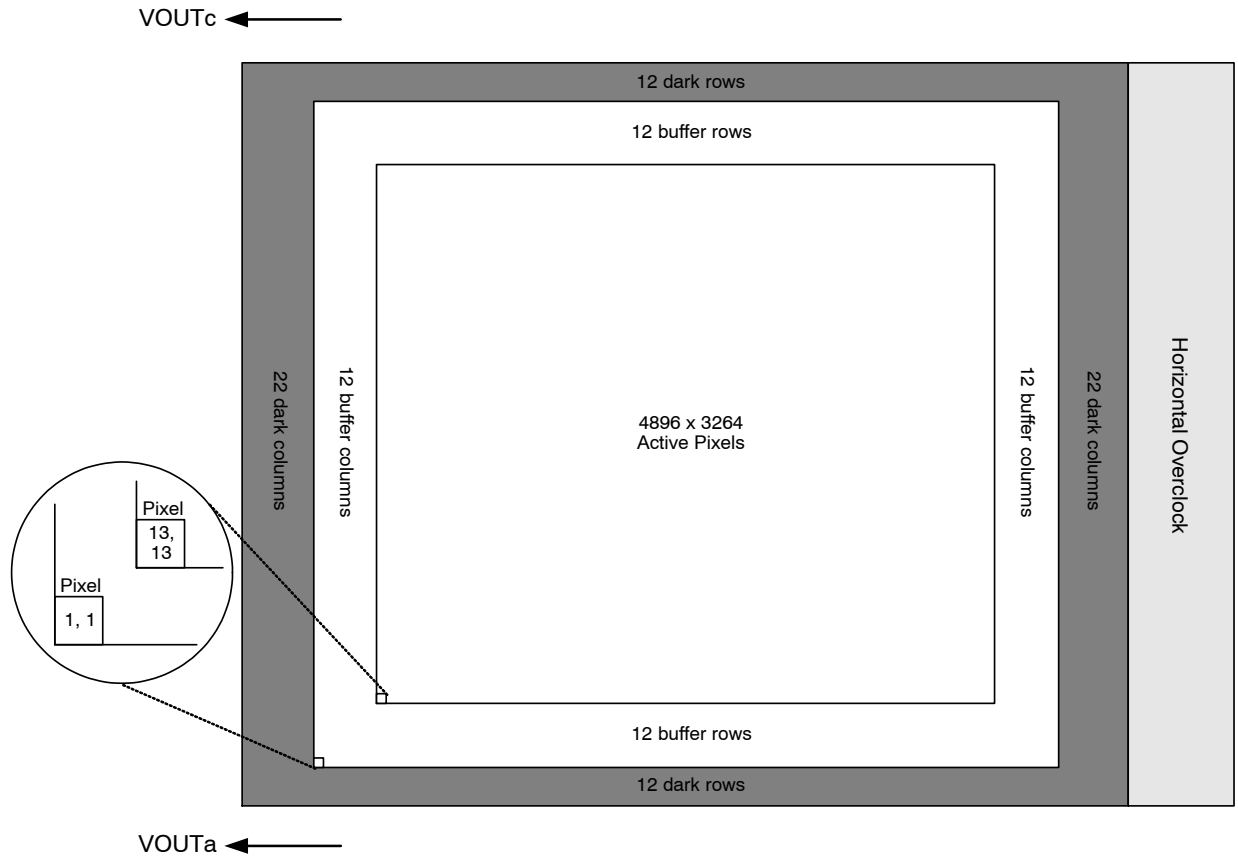 VOUTc
12 dark rows
12 buffer rows
22 dark columns
12 buffer columns
4896 x 3264
Active Pixels
12 buffer columns
22 dark columns
Horizontal Overclock
Pixel
13,
13
Pixel
1, 1
12 buffer rows
12 dark rows
VOUTa